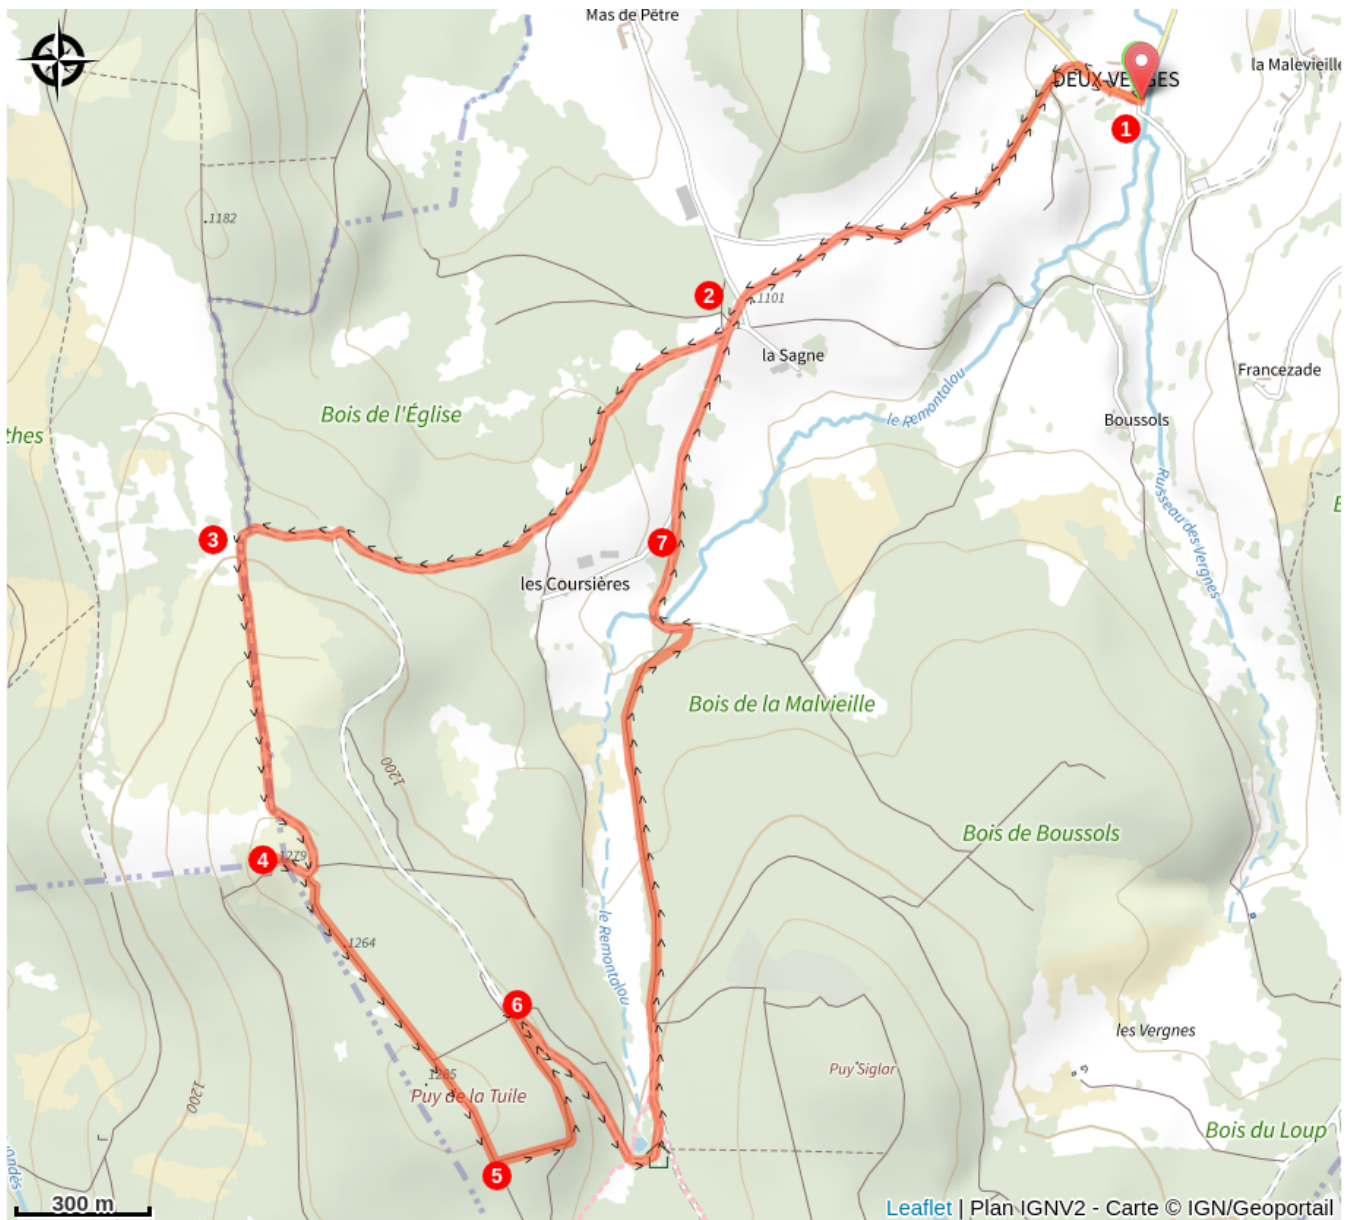 Mas de Pêtre
la Malevieille
DEUX-VERGES
1
1182
2
1101
la Sagne
Francezade
le Remontalou
Boussols
Bois de l'Église
thes
Ruisseau des Vergnes
3
7
les Coursières
Bois de la Malvieille
1200
Bois de Boussols
4
1279
1264
le Remontalou
6
les Vergnes
Puy Siglar
1285
Puy de la Tuile
1200
Bois du Loup
5
300 m
Leaflet | Plan IGNV2 - Carte © IGN/Geoportail